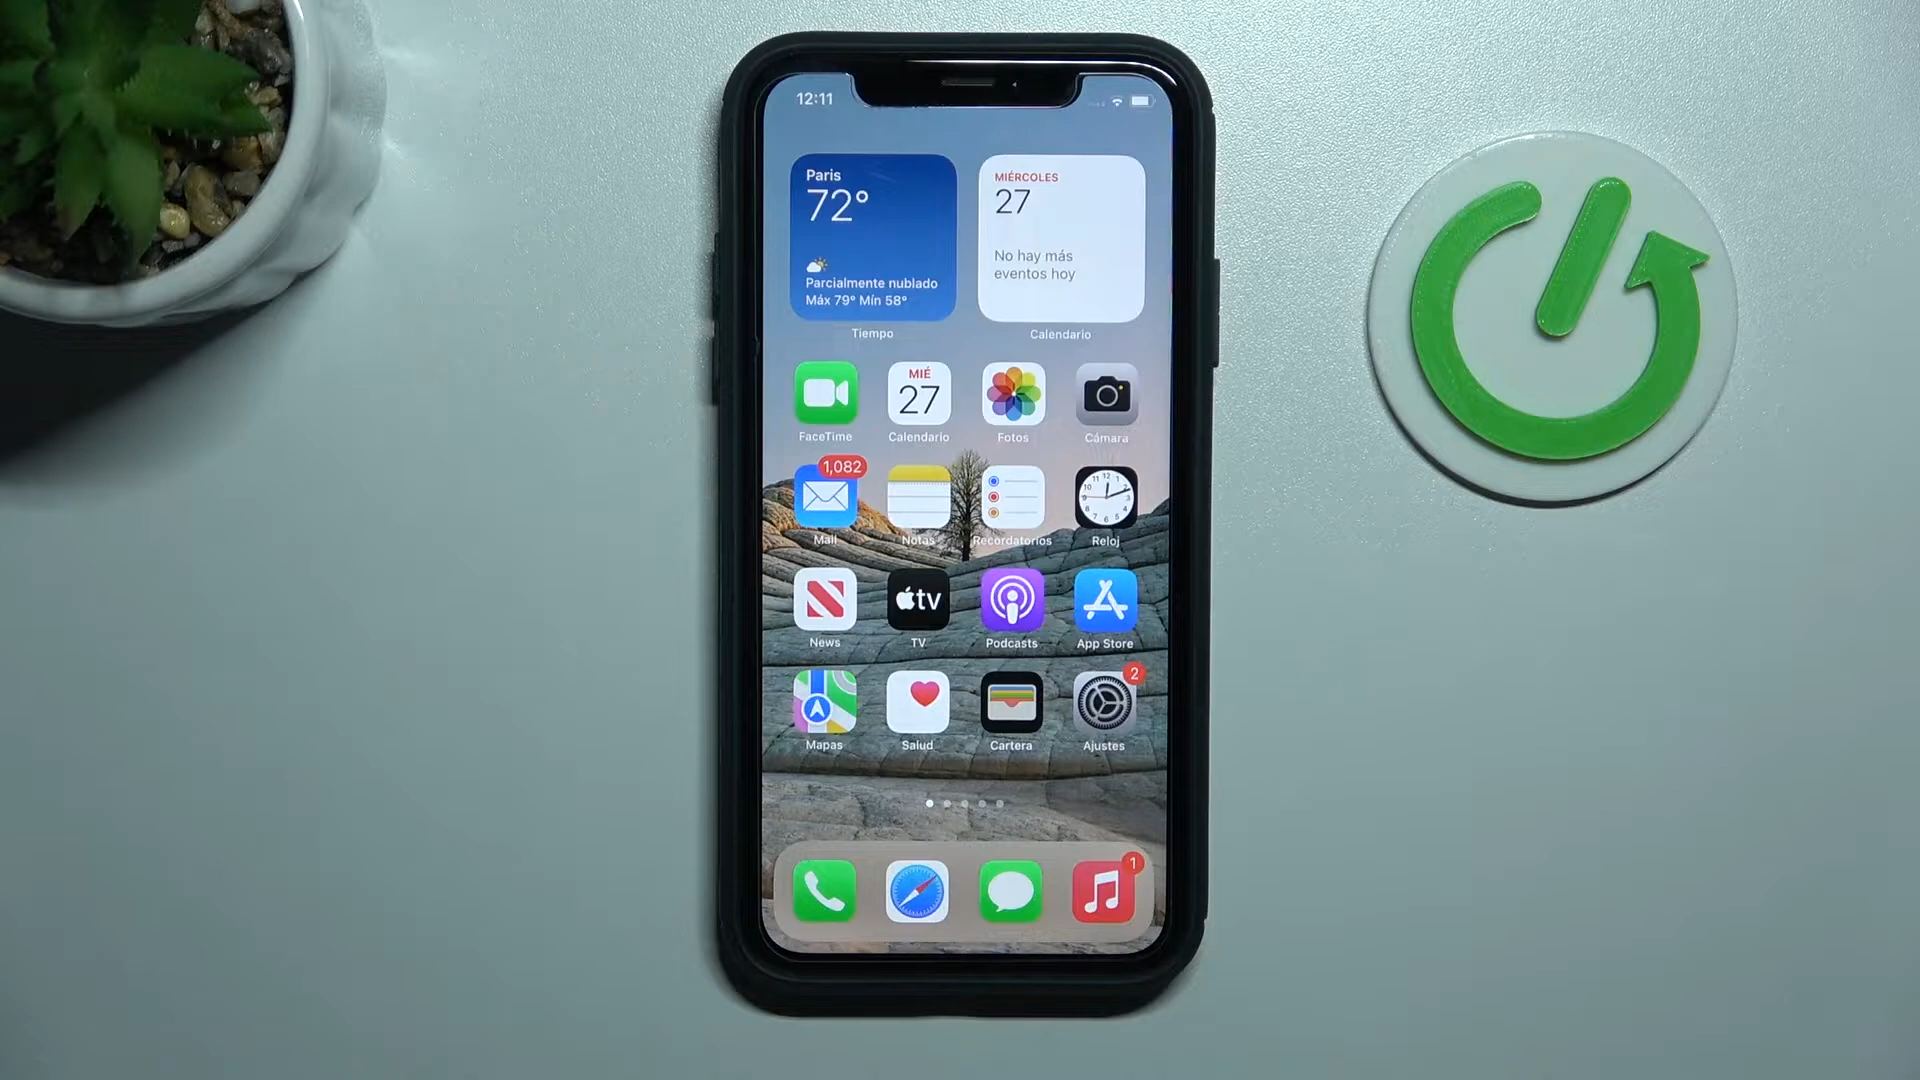 12:11
Paris
72°
Parcialmente nublado
Máx 79° Mín 58°
Tiempo
MIÉRCOLES
27
No hay más
eventos hoy
Calendario
FaceTime
MIÉ
27
Calendario
Fotos
Cámara
1,082
Mail
Notas
Recordatorios
Reloj
News
tv
TV
Podcasts
App Store
Mapas
Salud
Cartera
2
Ajustes
1